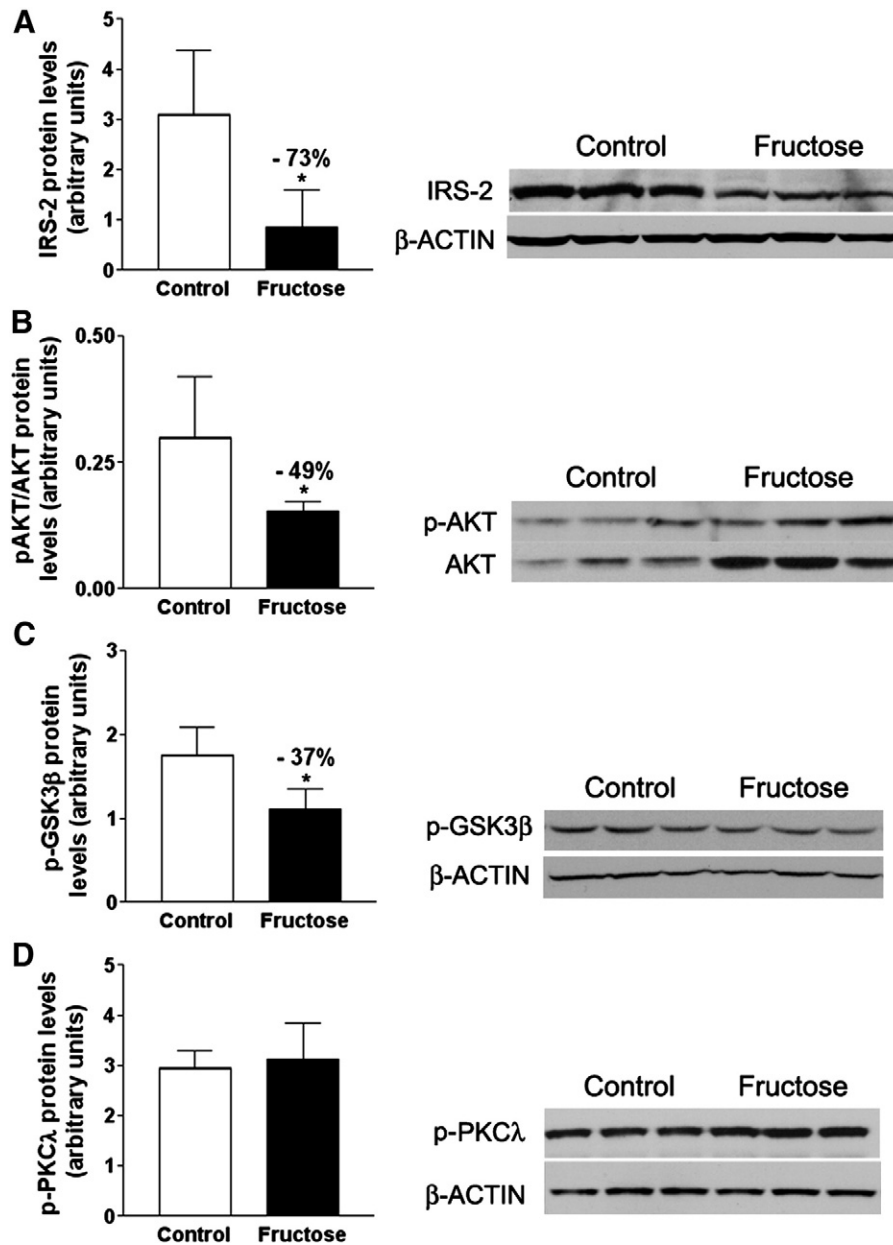 A
IRS-2 protein levels
(arbitrary units)
5
4
3
2
1
0
- 73%
*
Control Fructose
Control Fructose
IRS-2
β-ACTIN
B
pAKT/AKT protein
levels (arbitrary units)
0.50
0.25
0.00
- 49%
*
Control Fructose
Control Fructose
p-AKT
AKT
C
p-GSK3β protein
levels (arbitrary units)
3
2
1
0
- 37%
*
Control Fructose
Control Fructose
p-GSK3β
β-ACTIN
D
p-PKCλ protein levels
(arbitrary units)
5
4
3
2
1
0
Control Fructose
Control Fructose
p-PKCλ
β-ACTIN